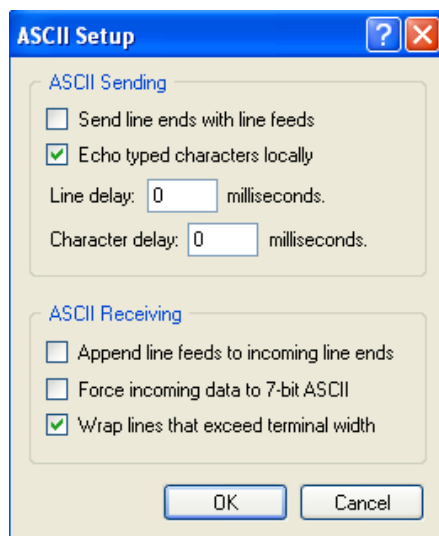 ASCII Setup
ASCII Sending
Send line ends with line feeds
Echo typed characters locally
Line delay: 0 milliseconds.
Character delay: 0 milliseconds.
ASCII Receiving
Append line feeds to incoming line ends
Force incoming data to 7-bit ASCII
Wrap lines that exceed terminal width
OK Cancel